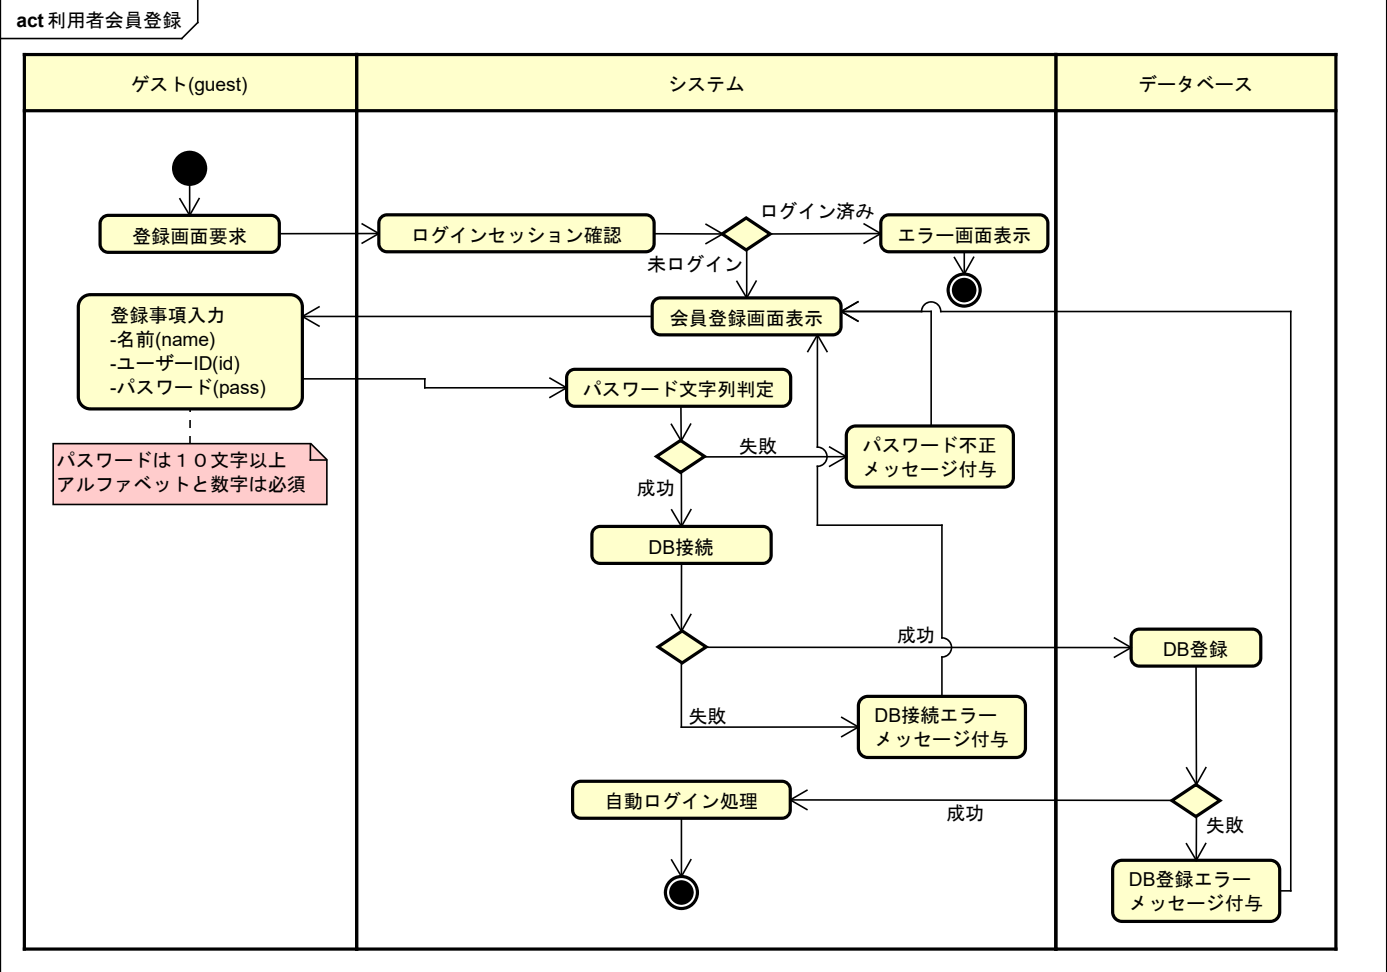 act 利用者会員登録
ゲスト(guest)
システム
データベース
登録画面要求
ログインセッション確認
ログイン済み
エラー画面表示
未ログイン
会員登録画面表示
登録事項入力
-名前(name)
-ユーザーID(id)
-パスワード(pass)
パスワード文字列判定
パスワードは１０文字以上
アルファベットと数字は必須
失敗
パスワード不正
メッセージ付与
成功
DB接続
成功
DB登録
失敗
DB接続エラー
メッセージ付与
自動ログイン処理
成功
失敗
DB登録エラー
メッセージ付与